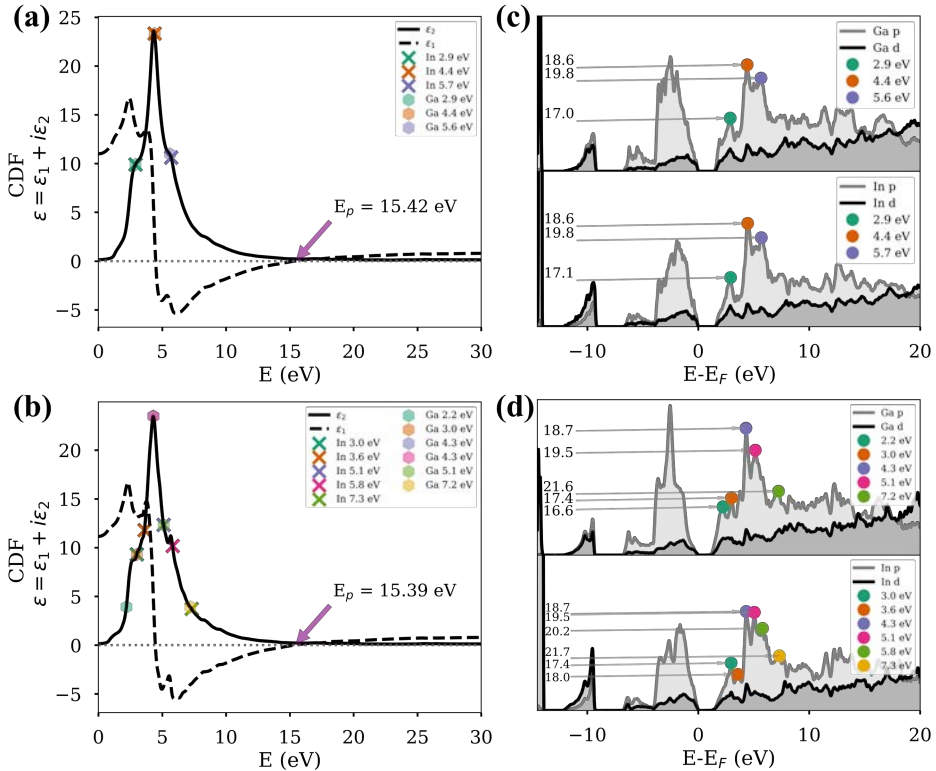 (a)
25
20
15
10
5
0
−5
CDF
ε = ε₁ + iε₂
ε₂
ε₁
In 2.9 eV
In 4.4 eV
In 5.7 eV
Ga 2.9 eV
Ga 4.4 eV
Ga 5.6 eV
Eₚ = 15.42 eV
0 5 10 15 20 25 30
E (eV)
(c)
18.6
19.8
17.0
Ga p
Ga d
2.9 eV
4.4 eV
5.6 eV
18.6
19.8
17.1
In p
In d
2.9 eV
4.4 eV
5.7 eV
−10 0 10 20
E-E_F (eV)
(b)
20
15
10
5
0
−5
CDF
ε = ε₁ + iε₂
ε₂
ε₁
In 3.0 eV
In 3.6 eV
In 5.1 eV
In 5.8 eV
In 7.3 eV
Ga 2.2 eV
Ga 3.0 eV
Ga 4.3 eV
Ga 4.3 eV
Ga 5.1 eV
Ga 7.2 eV
Eₚ = 15.39 eV
0 5 10 15 20 25 30
E (eV)
(d)
18.7
19.5
21.6
17.4
16.6
Ga p
Ga d
2.2 eV
3.0 eV
4.3 eV
5.1 eV
7.2 eV
18.7
19.5
20.2
21.7
17.4
18.0
In p
In d
3.0 eV
3.6 eV
4.3 eV
5.1 eV
5.8 eV
7.3 eV
−10 0 10 20
E-E_F (eV)